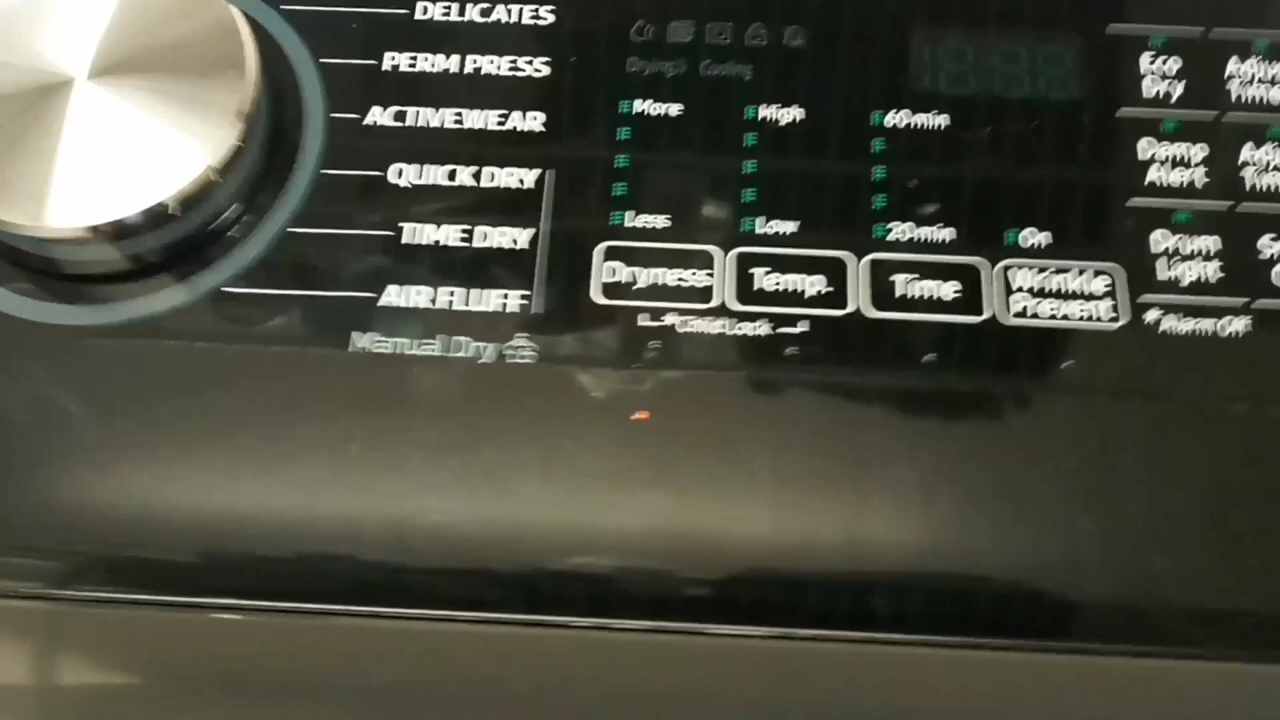 DELICATES
PERM PRESS
ACTIVEWEAR
QUICK DRY
TIME DRY
AIR FLUFF
Manual Dry
Drying Cooling
More
High
60 min
Less
Low
20 min
On
Dryness
Temp.
Time
Wrinkle
Prevent
* Child Lock
Eco
Dry
Damp
Alert
Drum
Light
* Alarm Off